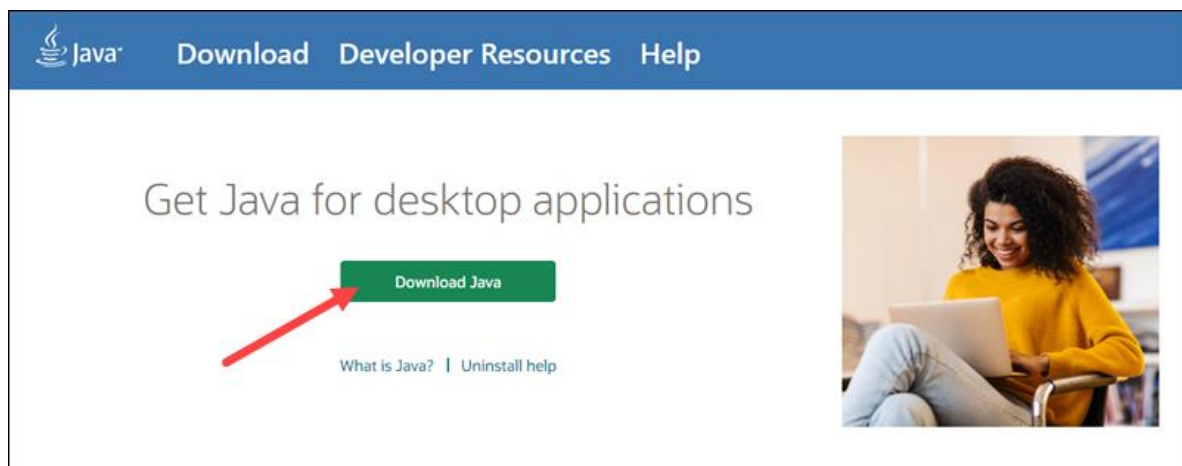 Java
Download Developer Resources Help
Get Java for desktop applications
Download Java
What is Java? | Uninstall help